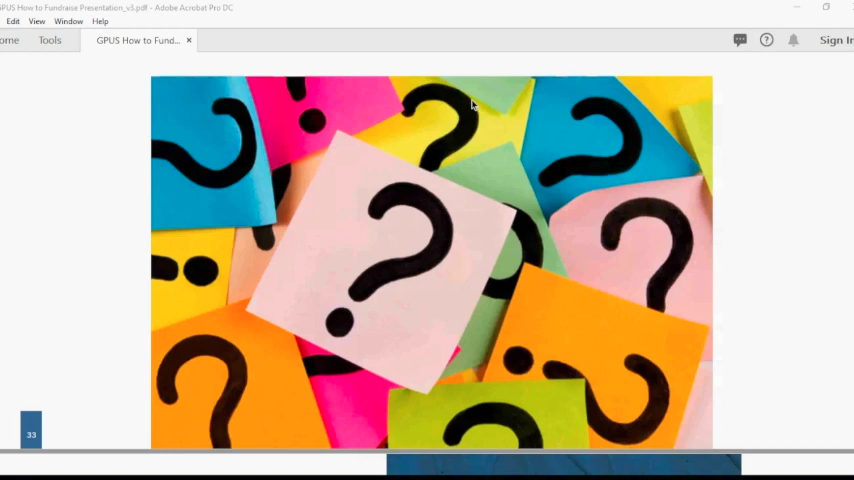 GPUS How to Fundraise Presentation_v3.pdf - Adobe Acrobat Pro DC
Edit View Window Help
ome Tools GPUS How to Fund... × Sign In
?
! ? ?
? ? ?
! ? ?
? ?
33